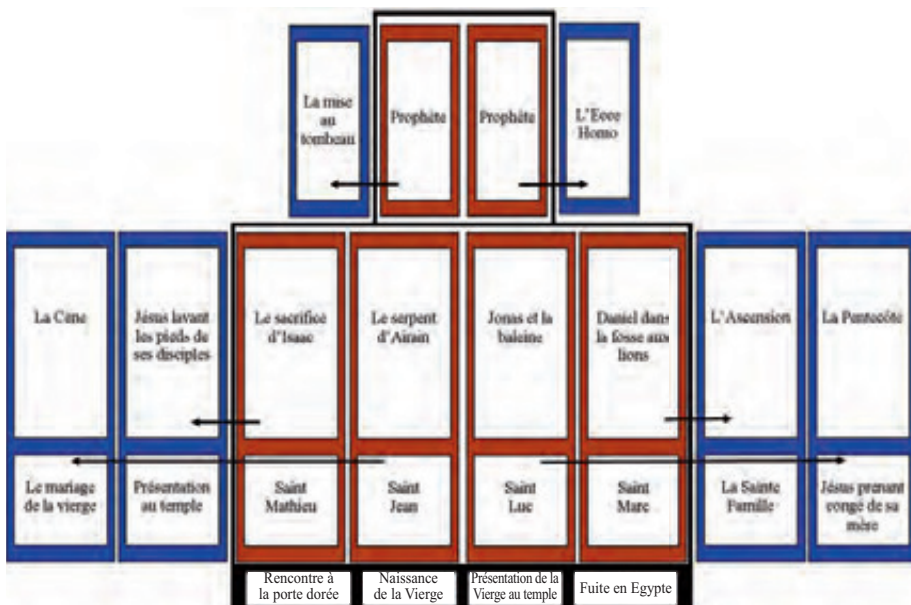 La mise
au
tombeau
Prophète
Prophète
L'Ecce
Homo
La Cène
Jésus lavant
les pieds de
ses disciples
Le sacrifice
d'Isaac
Le serpent
d'Airain
Jonas et la
baleine
Daniel dans
la fosse aux
lions
L'Ascension
La Pentecôte
Le mariage
de la vierge
Présentation
au temple
Saint
Mathieu
Saint
Jean
Saint
Luc
Saint
Marc
La Sainte
Famille
Jésus prenant
congé de sa
mère
Rencontre à
la porte dorée
Naissance
de la Vierge
Présentation de la
Vierge au temple
Fuite en Egypte